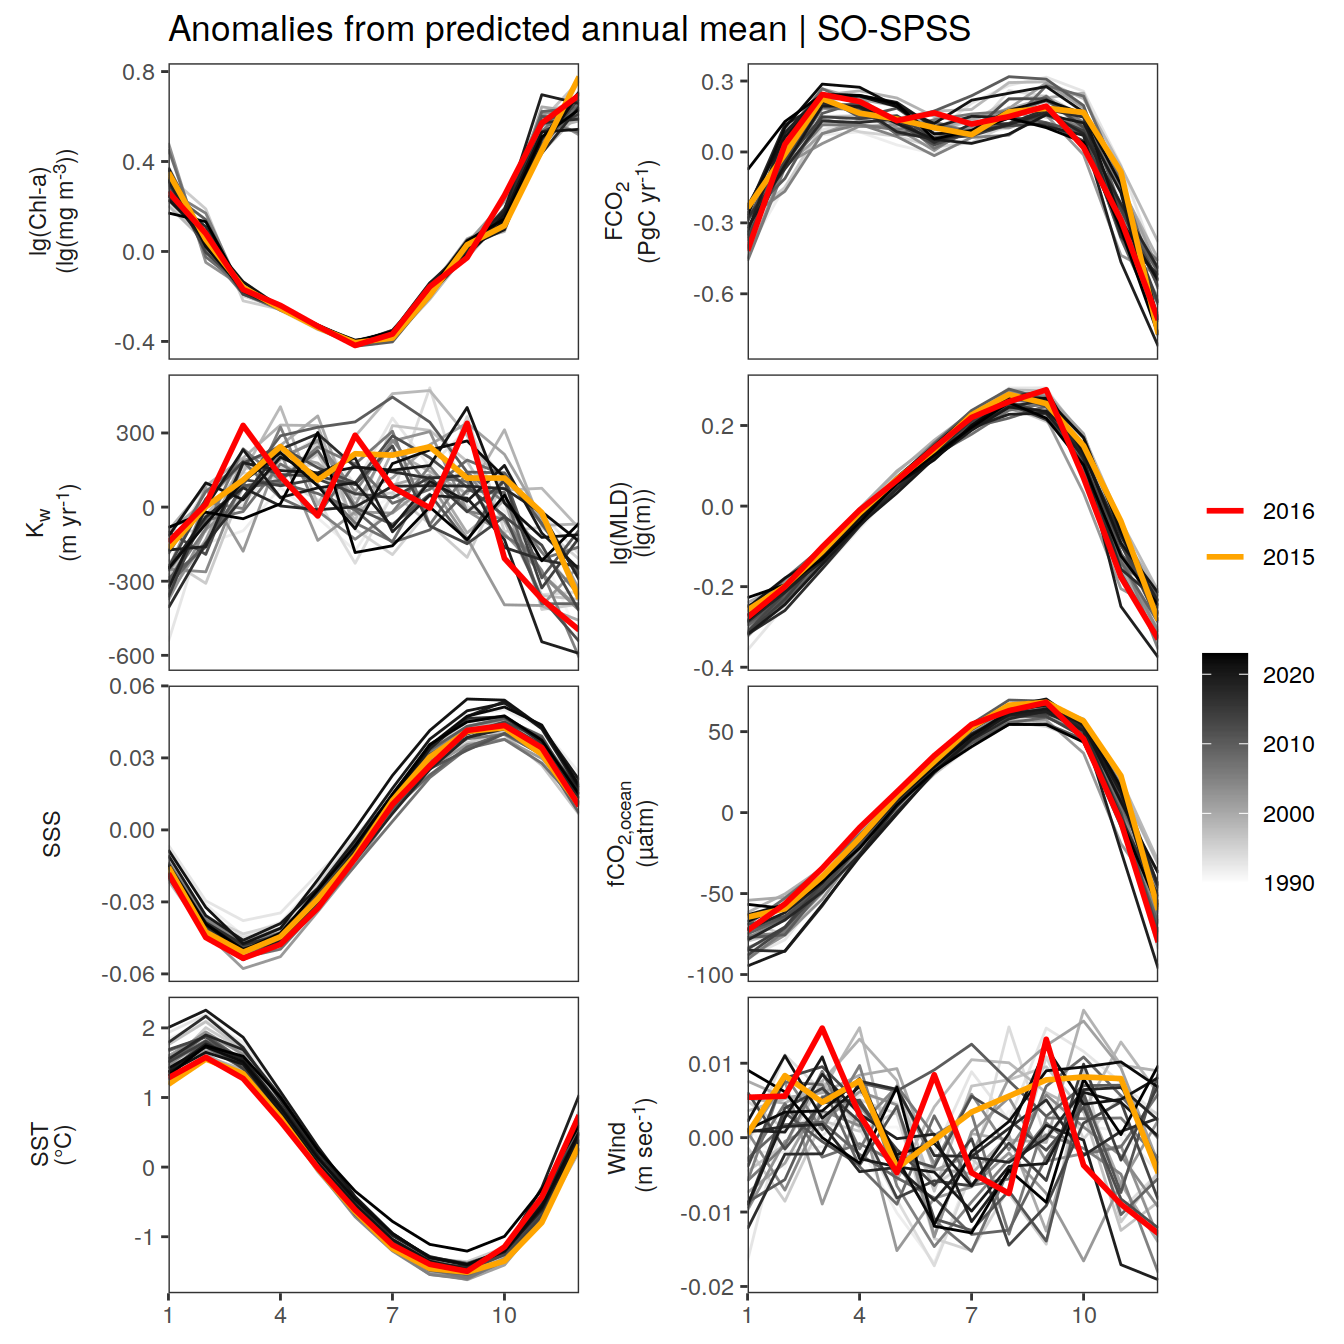 Anomalies from predicted annual mean | SO-SPSS
lg(Chl-a)
(lg(mg m⁻³))
0.8
0.4
0.0
-0.4
FCO₂
(PgC yr⁻¹)
0.3
0.0
-0.3
-0.6
K_w
(m yr⁻¹)
300
0
-300
-600
lg(MLD)
(lg(m))
0.2
0.0
-0.2
-0.4
SSS
0.06
0.03
0.00
-0.03
-0.06
fCO₂,ocean
(µatm)
50
0
-50
-100
SST
(°C)
2
1
0
-1
1 4 7 10
Wind
(m sec⁻¹)
0.01
0.00
-0.01
-0.02
1 4 7 10
2016
2015
2020
2010
2000
1990